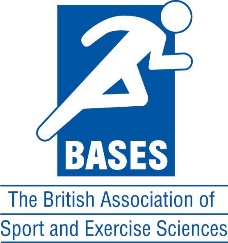 BASES
The British Association of
Sport and Exercise Sciences